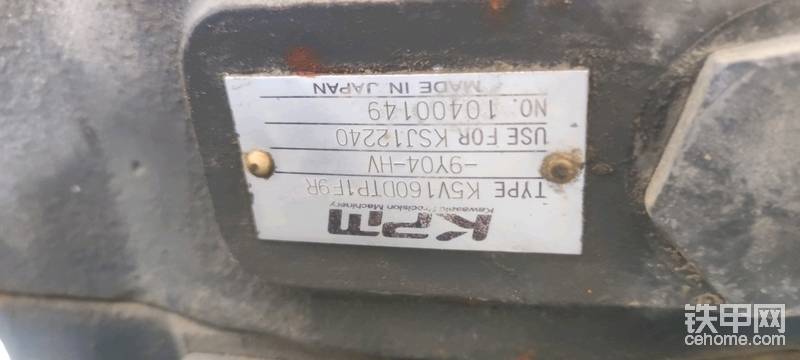 KPM
Kawasaki Precision Machinery
TYPE K5V160DTP1F9R
-9Y04-HV
USE FOR KSJ12240
NO. 10400149
MADE IN JAPAN
铁甲网
cehome.com